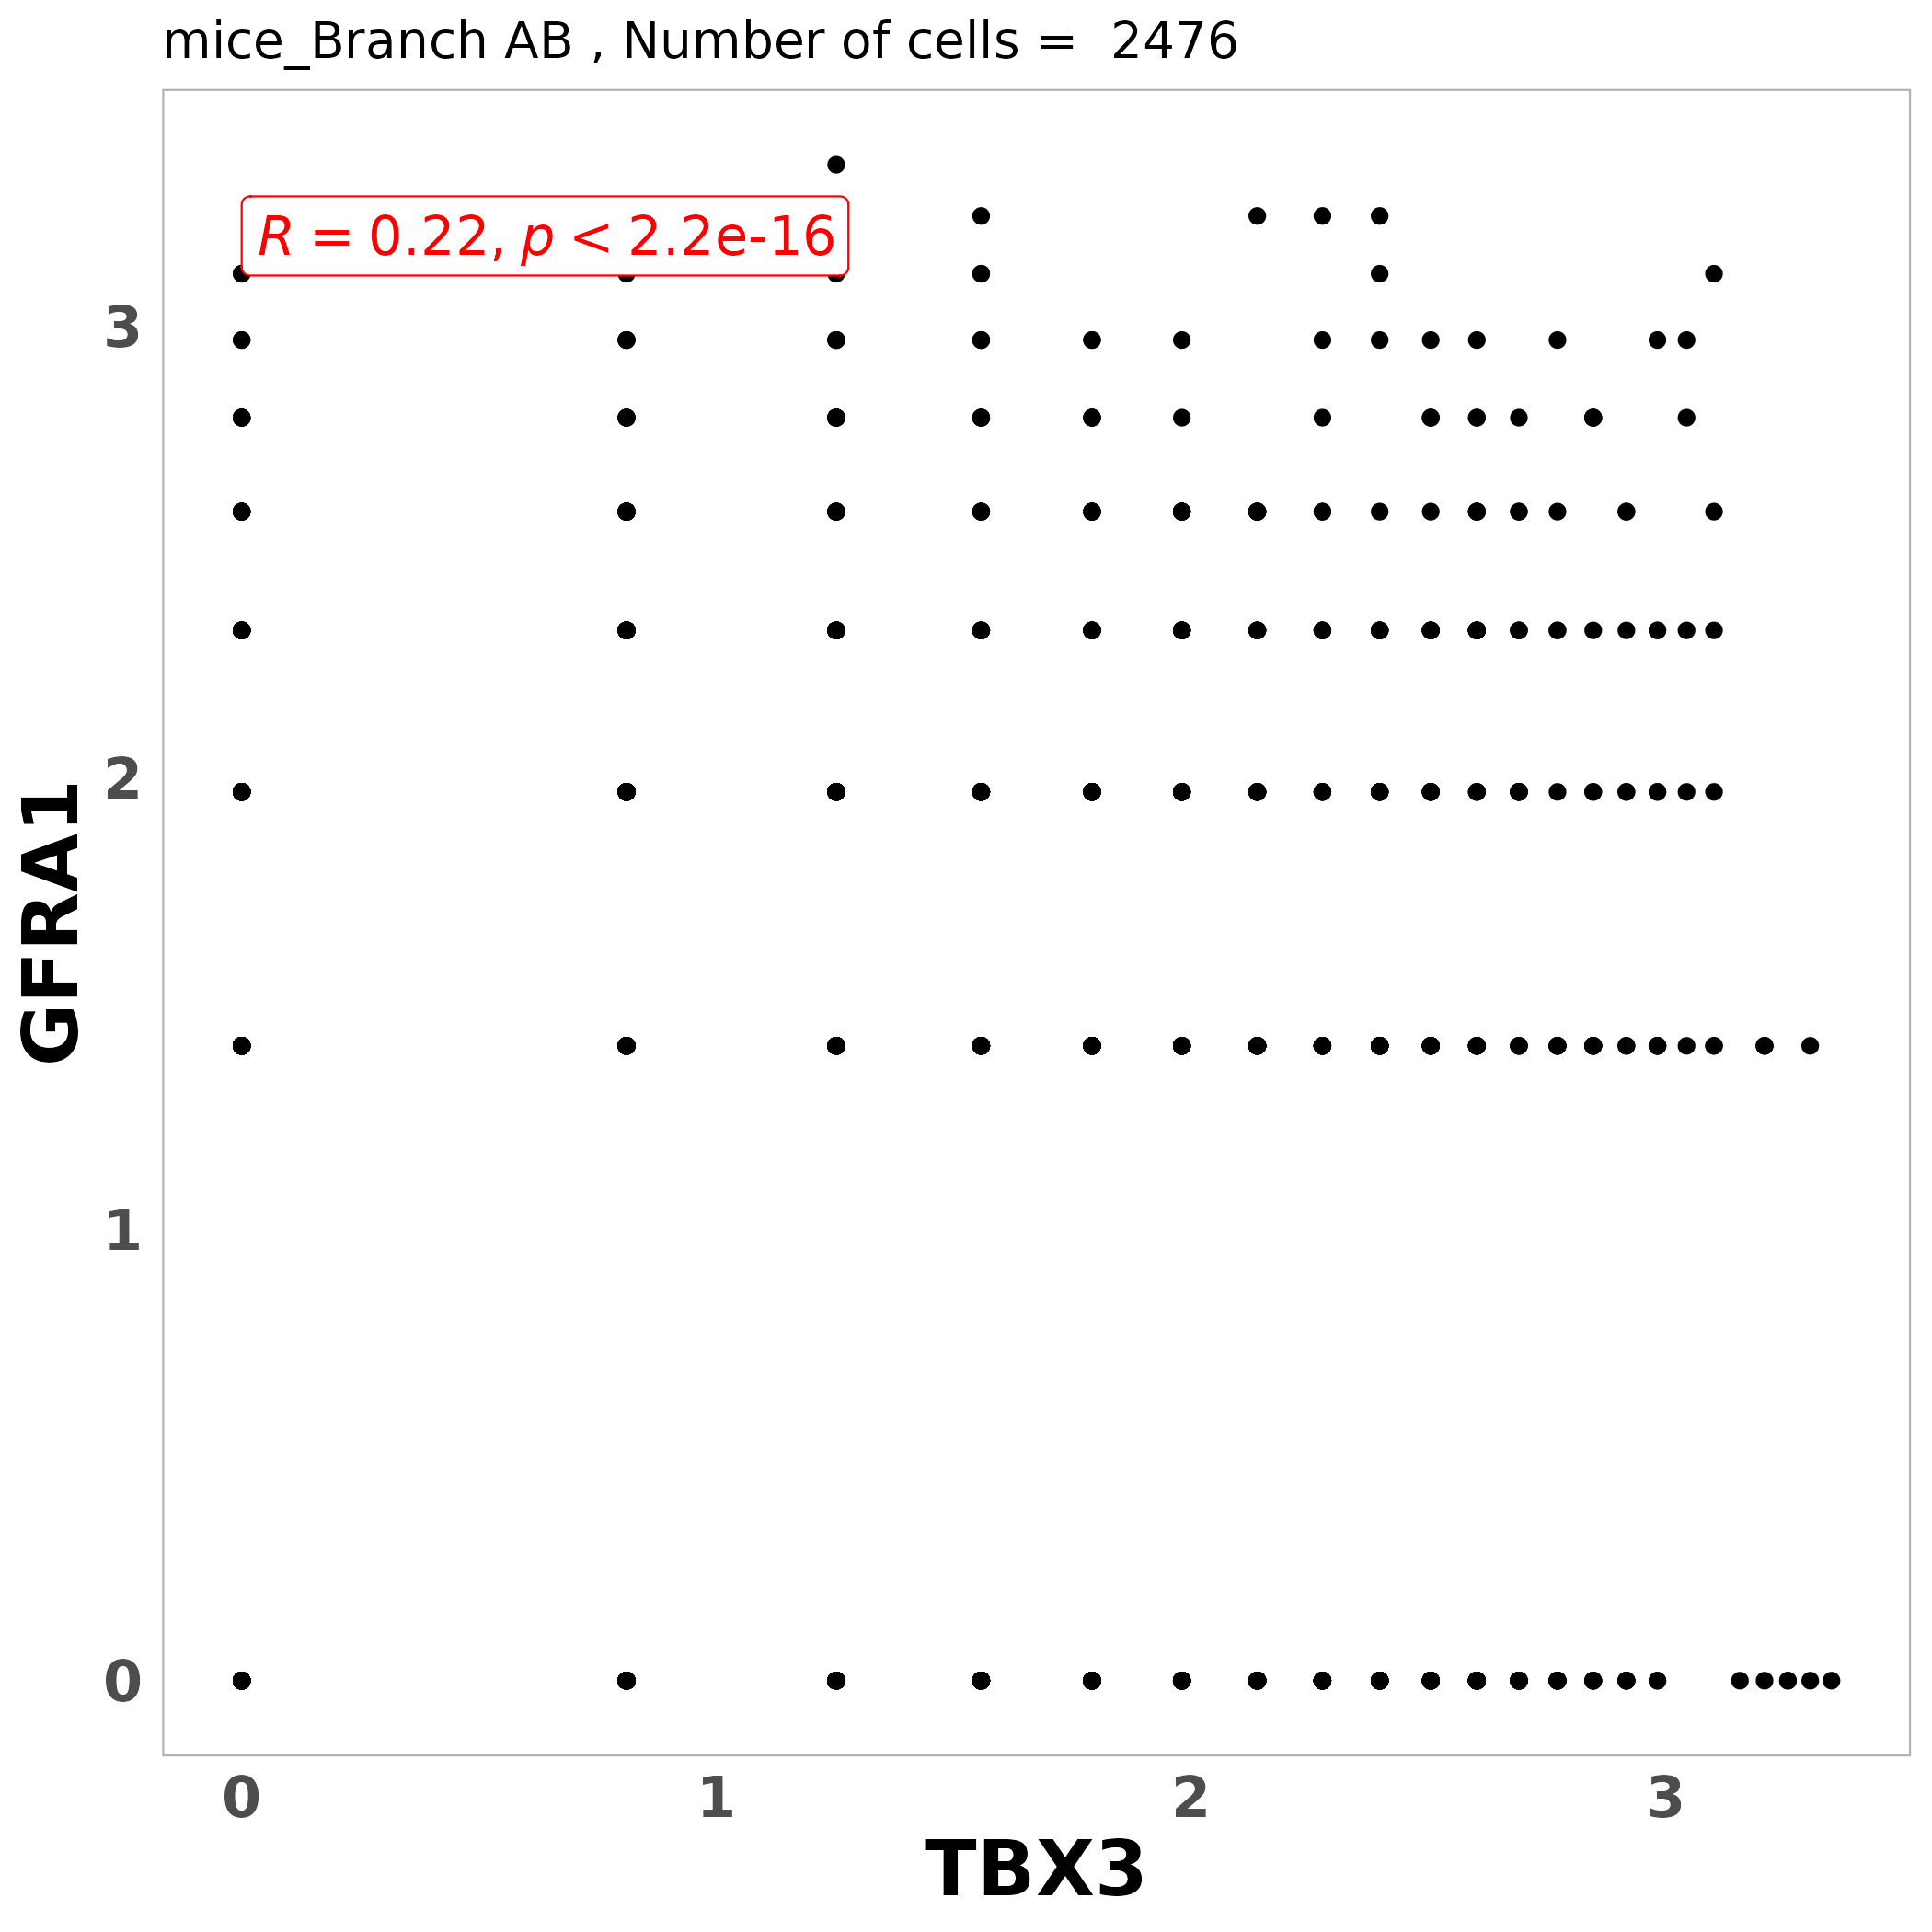 mice_Branch AB , Number of cells =  2476
R = 0.22, p < 2.2e-16
GFRA1
3
2
1
0
0 1 2 3
TBX3